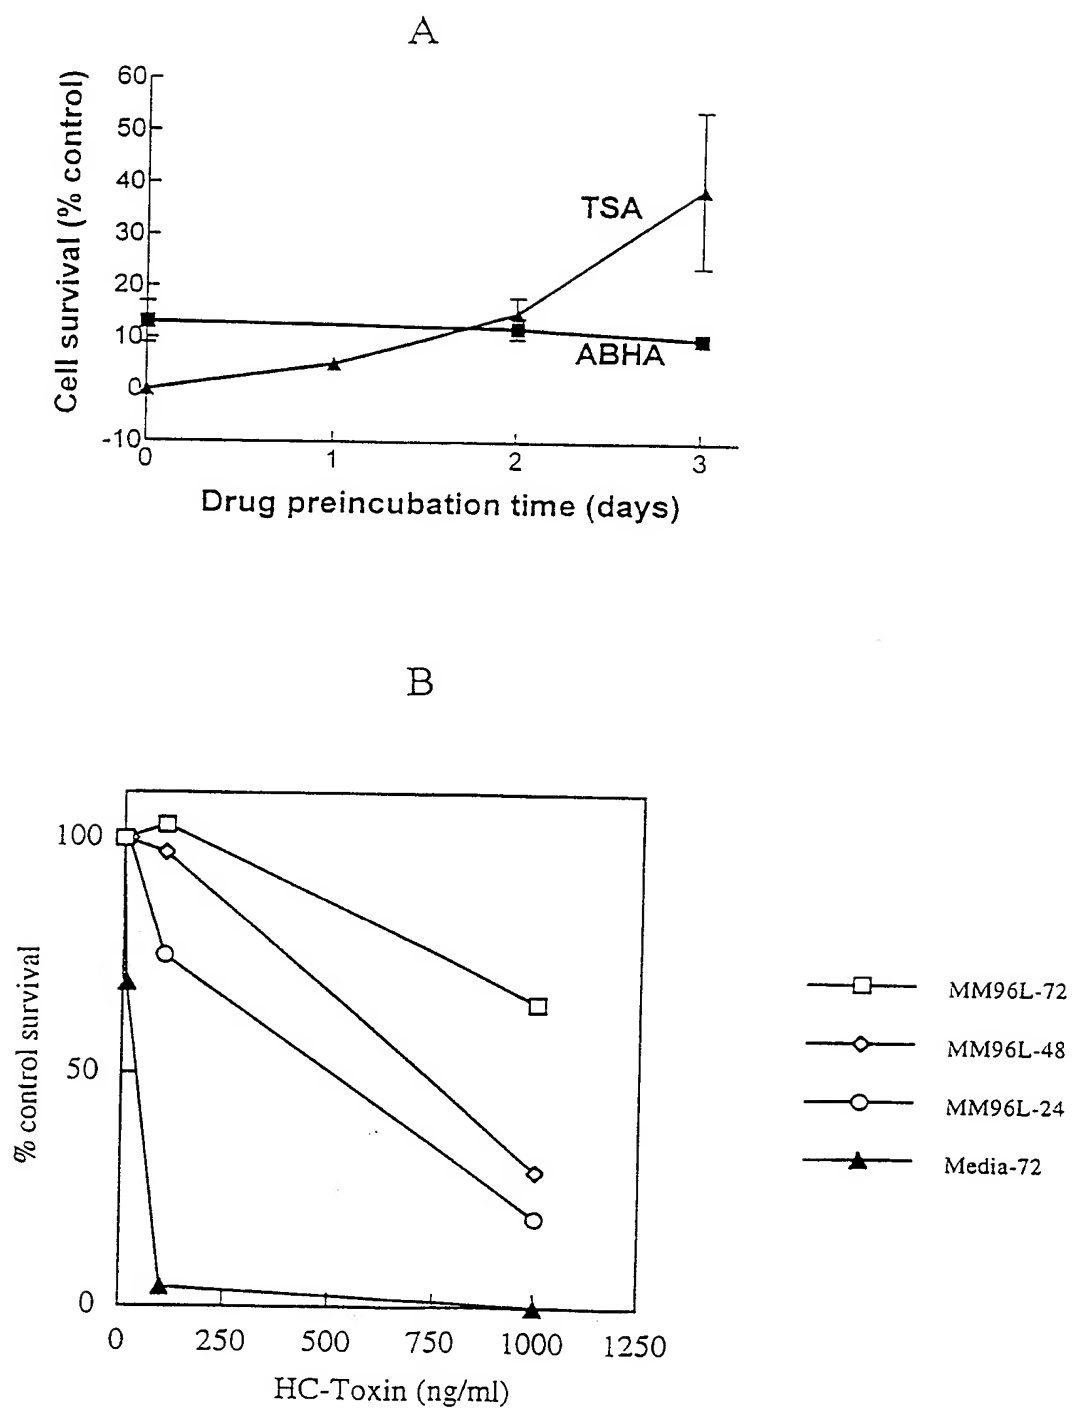 A
60
50
40
30
20
10
0
-10
Cell survival (% control)
TSA
ABHA
0 1 2 3
Drug preincubation time (days)
B
100
50
0
% control survival
0 250 500 750 1000 1250
HC-Toxin (ng/ml)
MM96L-72
MM96L-48
MM96L-24
Media-72